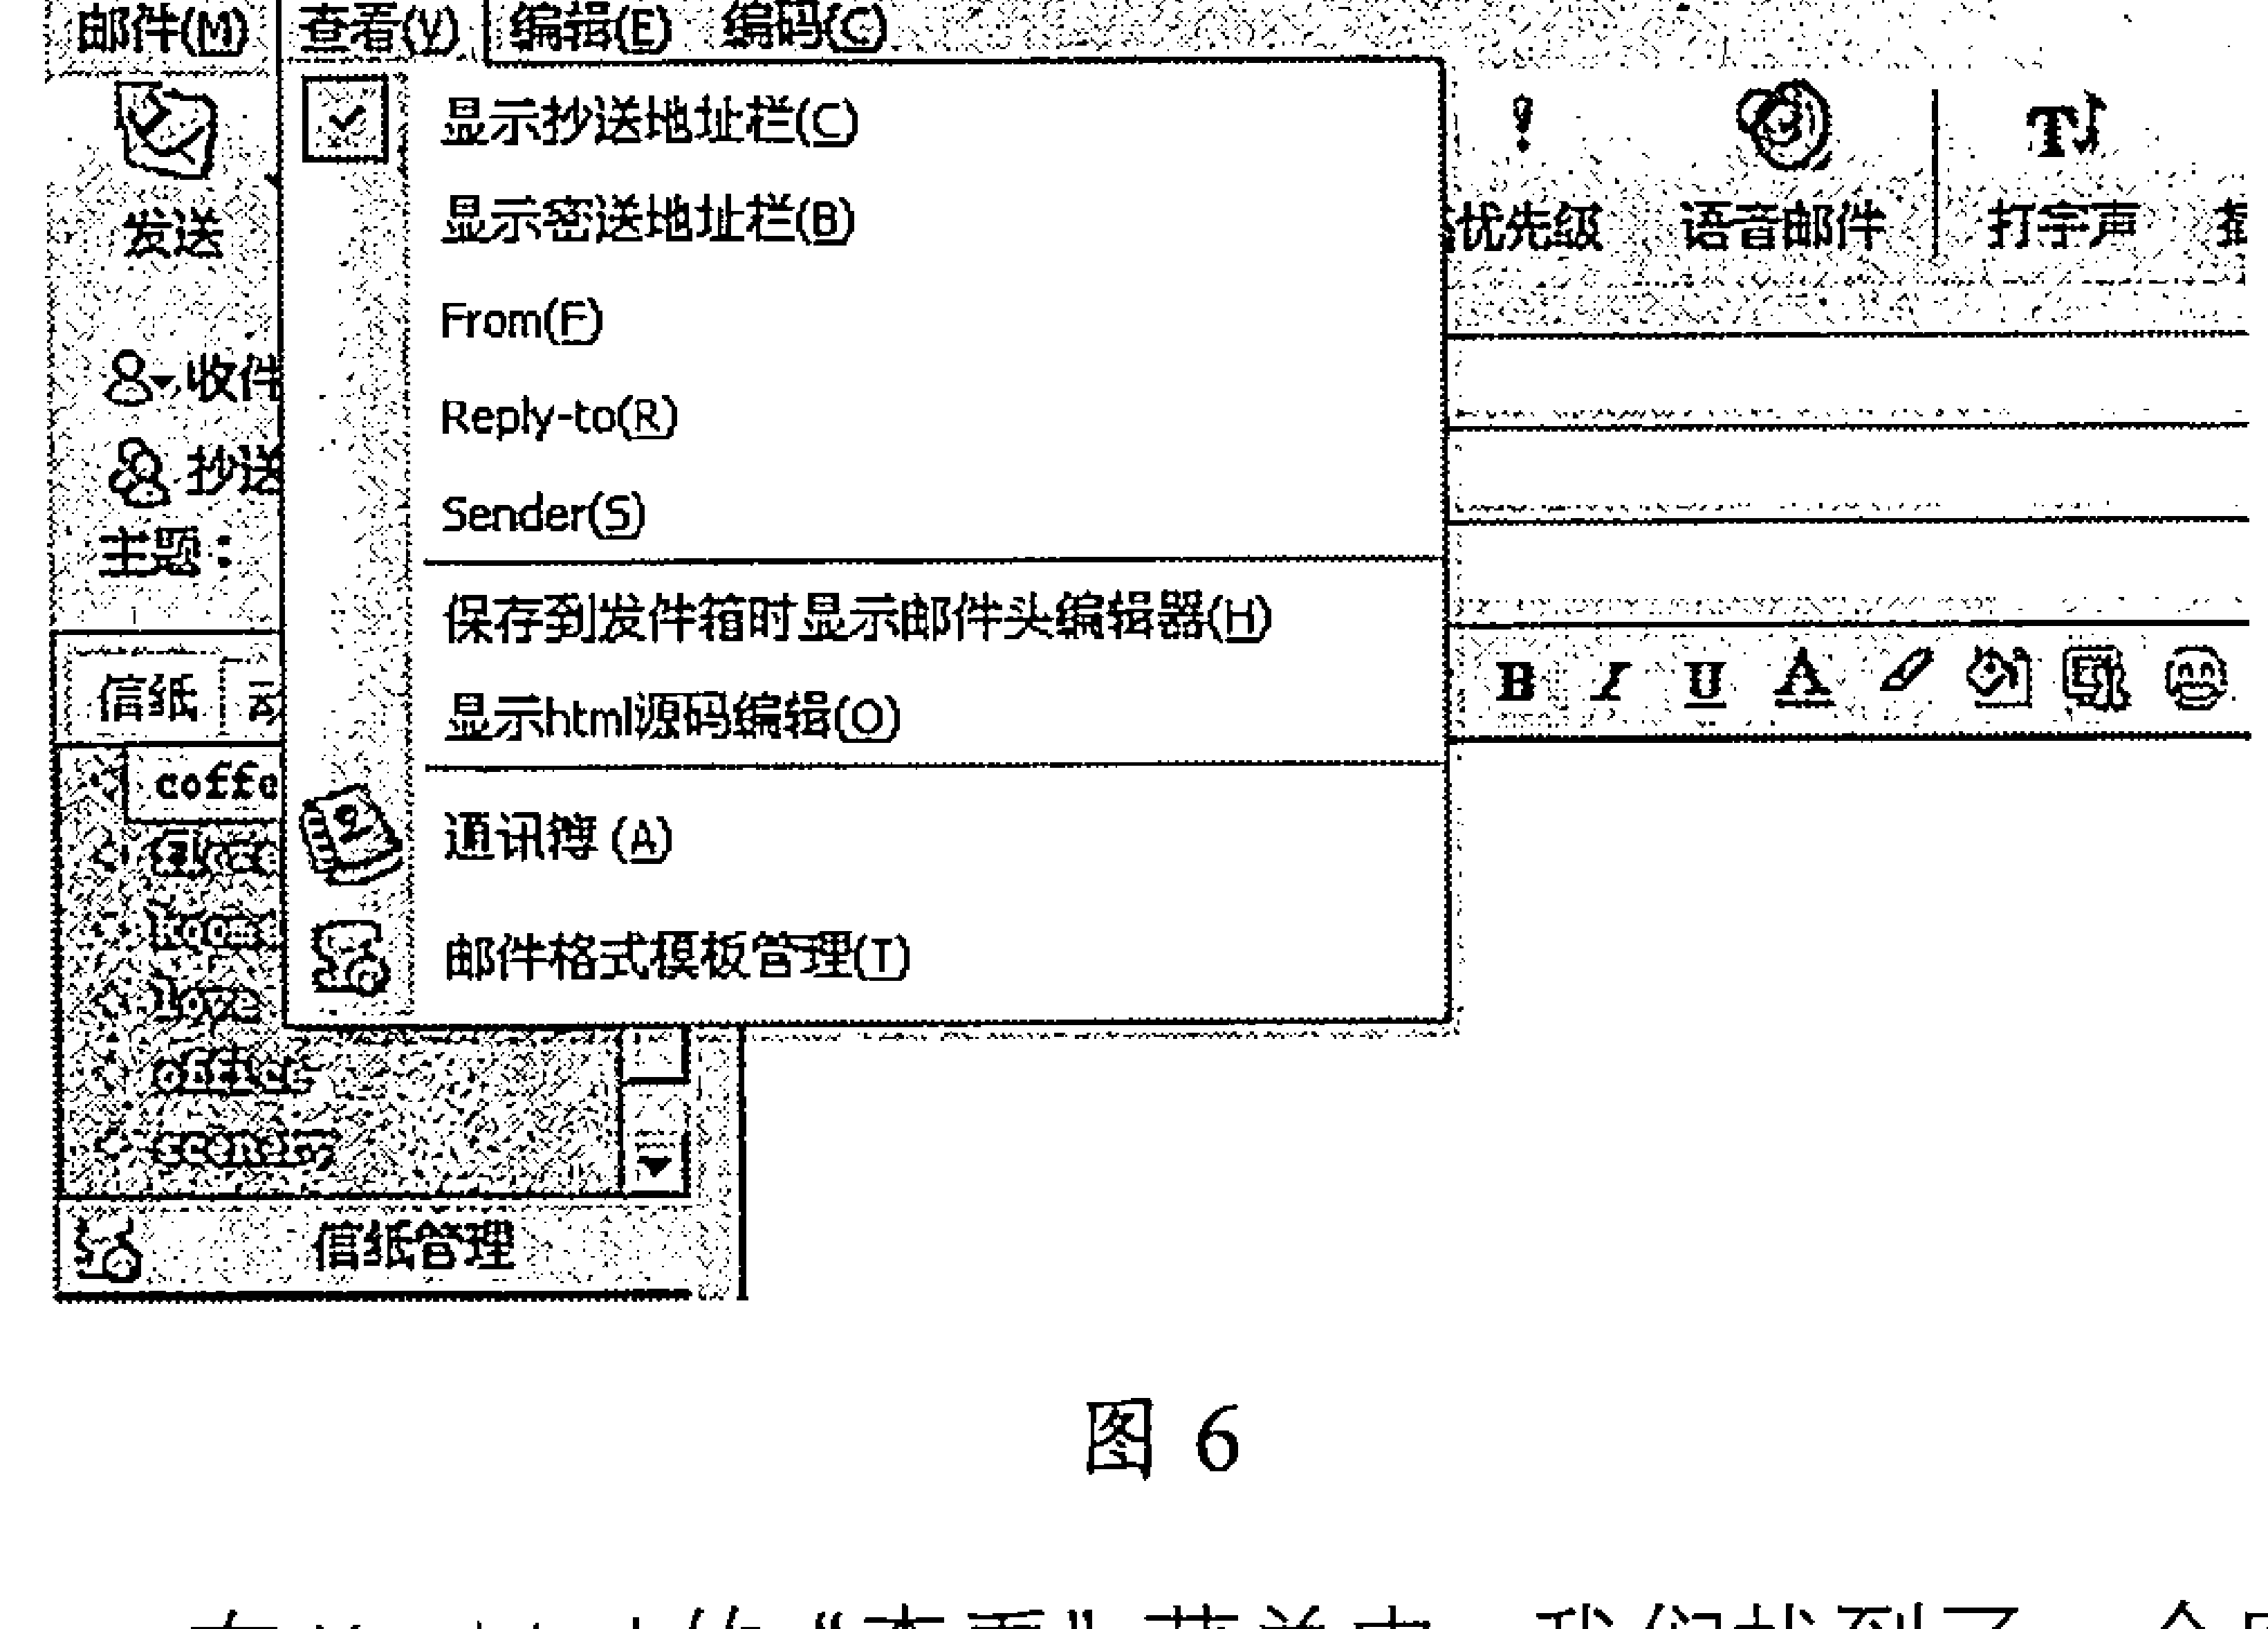 邮件(M) 查看(V) 编辑(E) 编码(C)
显示抄送地址栏(C)
显示密送地址栏(B)
From(F)
Reply-to(R)
Sender(S)
保存到发件箱时显示邮件头编辑器(H)
显示html源码编辑(O)
通讯簿(A)
邮件格式模板管理(T)
发送
优先级 语音邮件 打字声
收件
抄送
主题:
B I U A
信纸
coffe
love
office
scenery
信纸管理
图 6